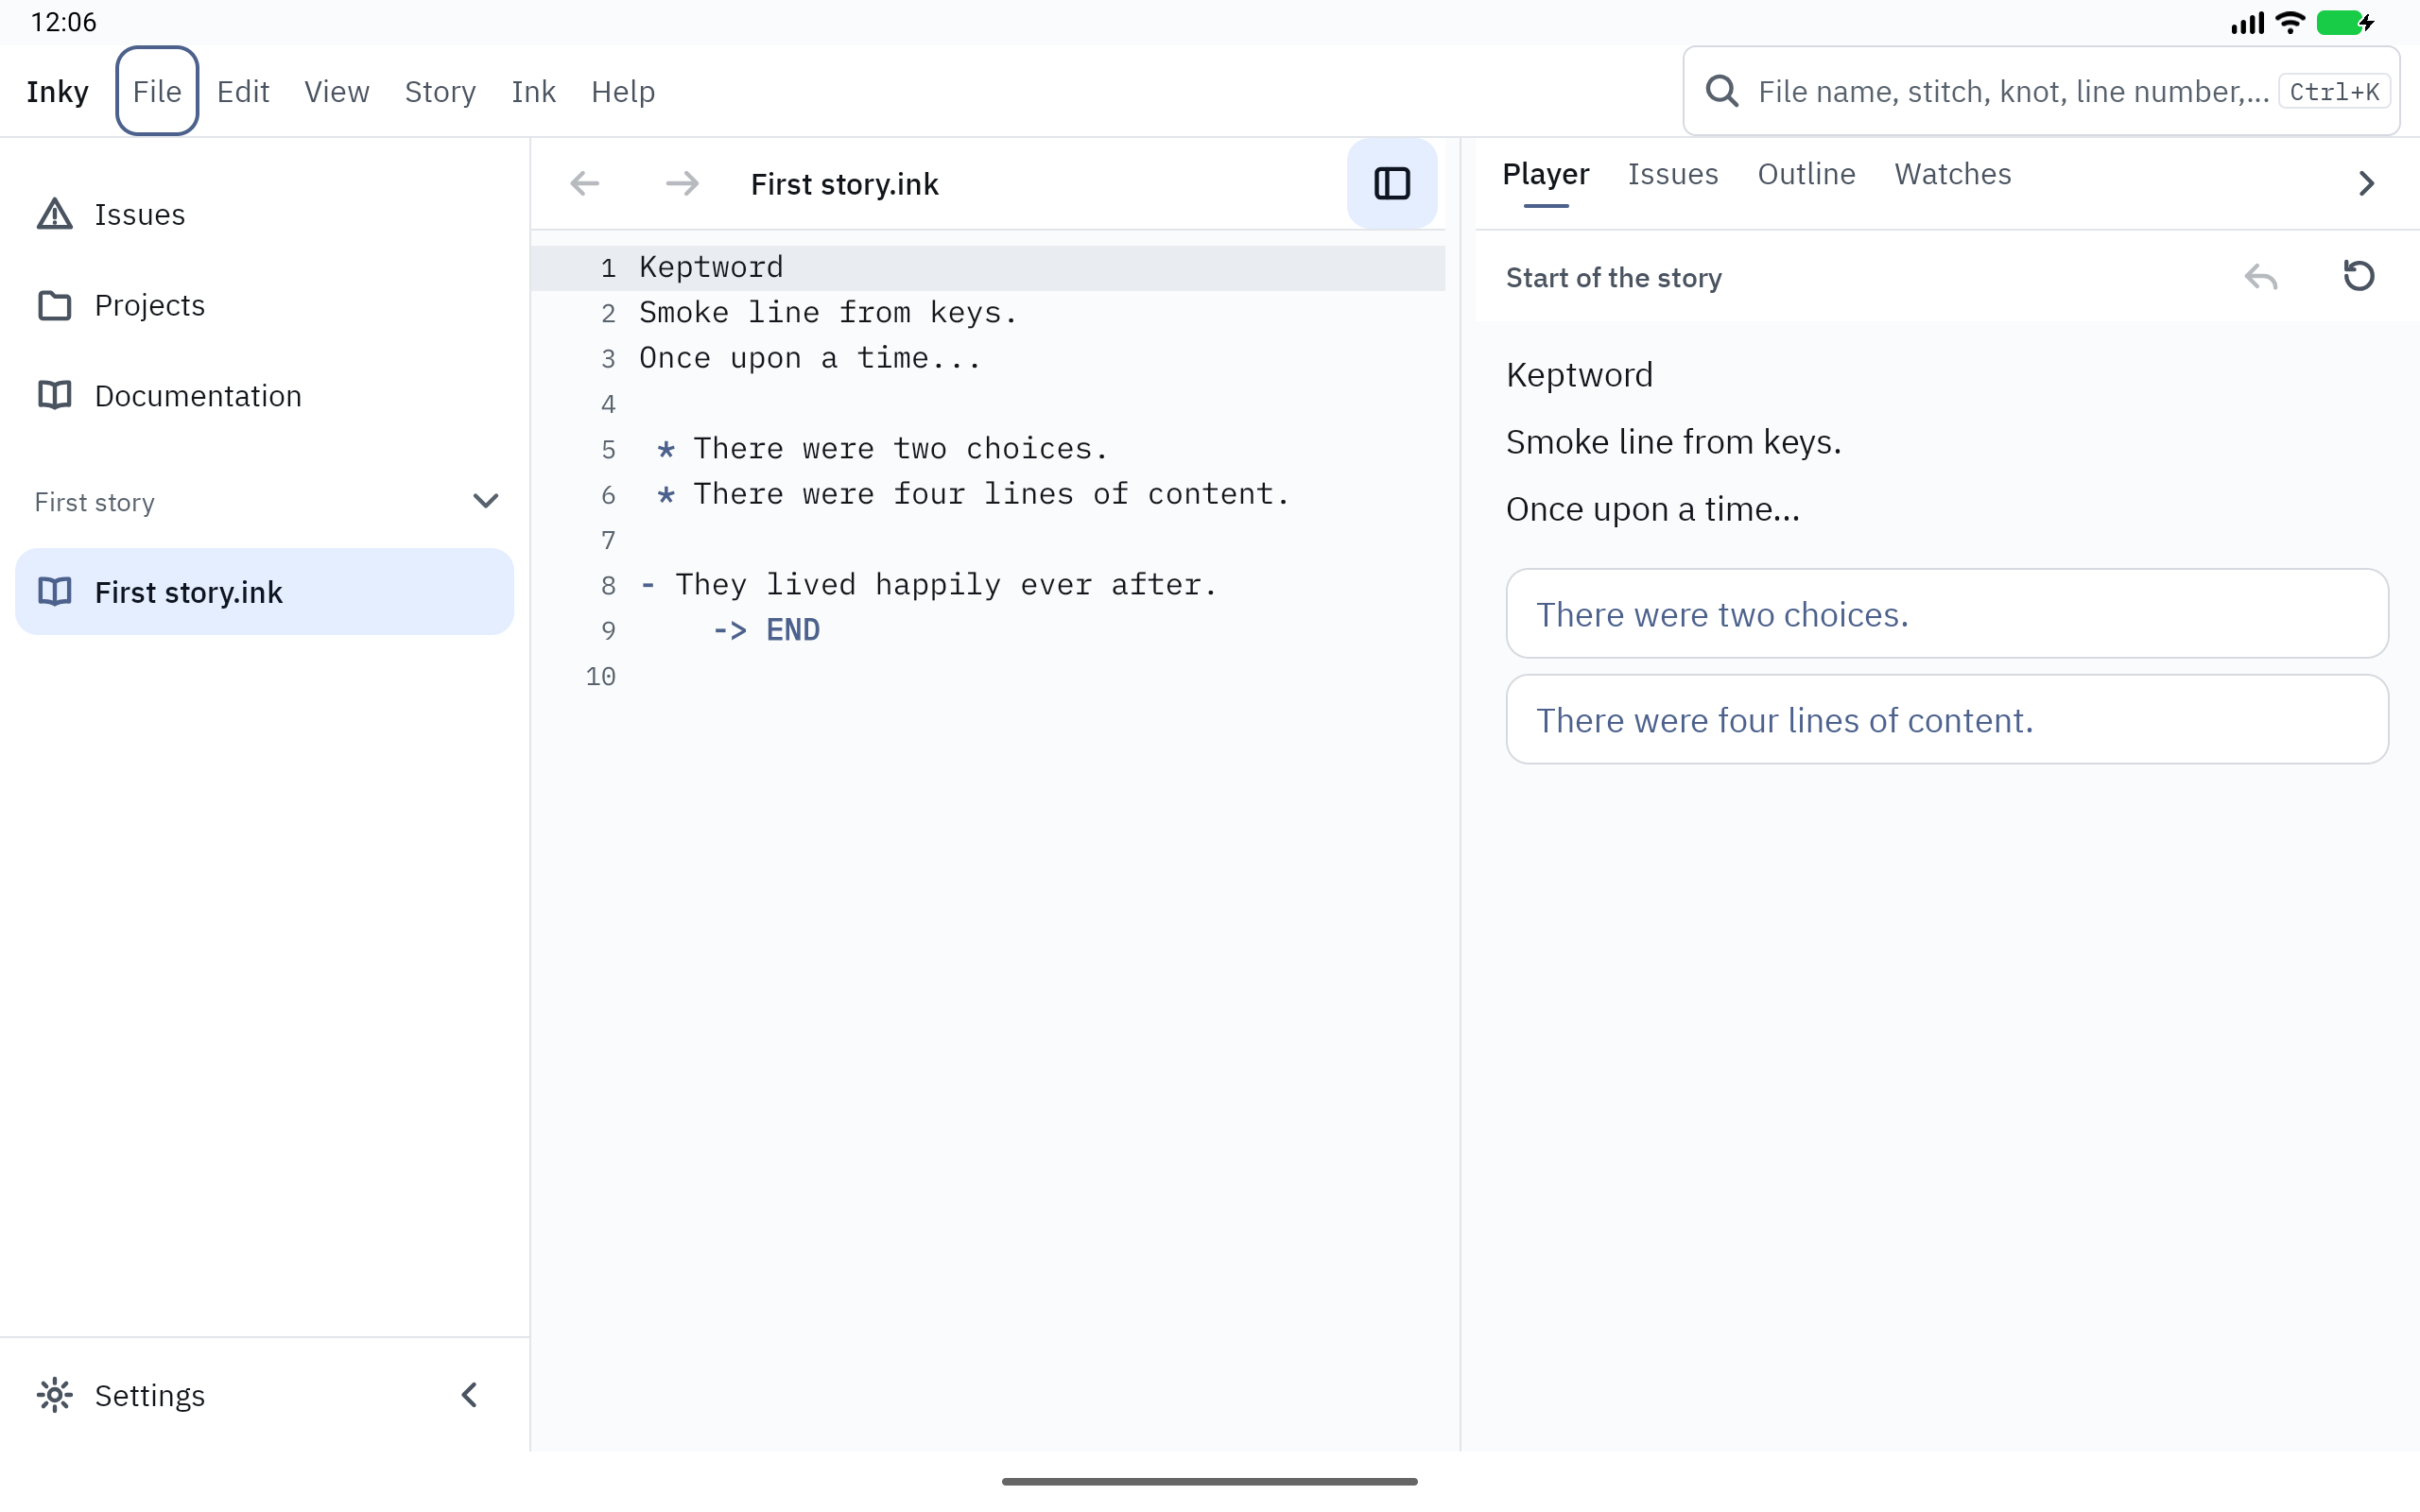 12:06
Inky File Edit View Story Ink Help
File name, stitch, knot, line number,... Ctrl+K
Issues
Projects
Documentation
First story
First story.ink
Settings
First story.ink
1 Keptword
2 Smoke line from keys.
3 Once upon a time...
4
5 * There were two choices.
6 * There were four lines of content.
7
8 - They lived happily ever after.
9 -> END
10
Player Issues Outline Watches
Start of the story
Keptword
Smoke line from keys.
Once upon a time...
There were two choices.
There were four lines of content.